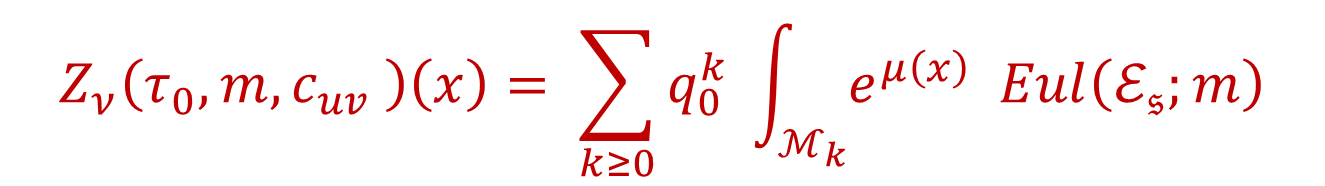 Z_ν(τ_0, m, c_{uv})(x) = ∑_{k≥0} q_0^k ∫_{ℳ_k} e^{μ(x)} Eul(ℰ_𝔰; m)